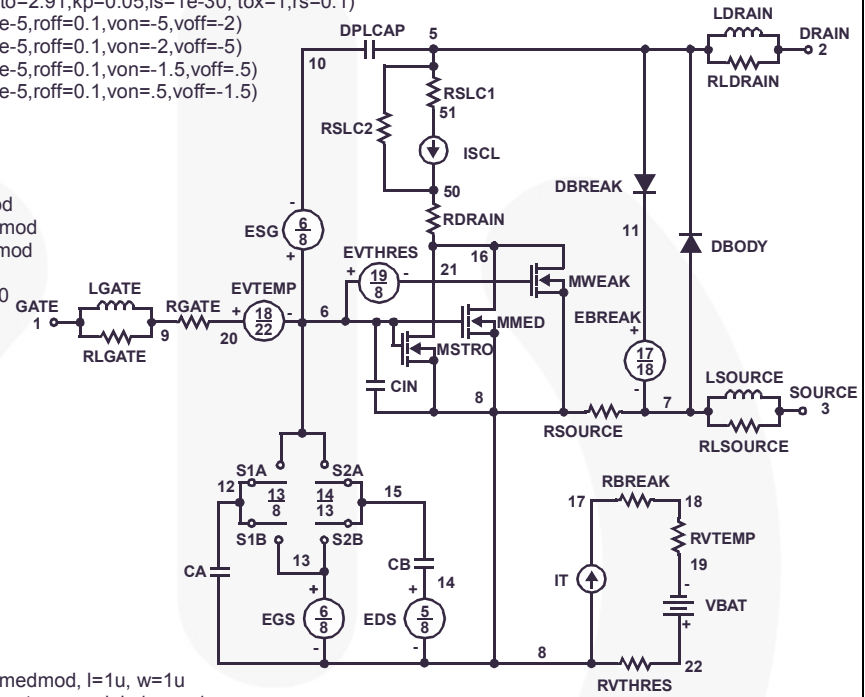 to=2.91,kp=0.05,is=1e-30, tox=1,rs=0.1)
e-5,roff=0.1,von=-5,voff=-2)
e-5,roff=0.1,von=-2,voff=-5)
e-5,roff=0.1,von=-1.5,voff=.5)
e-5,roff=0.1,von=.5,voff=-1.5)
od
mod
mod
0
LDRAIN
DPLCAP
5
DRAIN
2
10
RLDRAIN
RSLC1
51
RSLC2
ISCL
50
DBREAK
RDRAIN
11
DBODY
-
ESG
6
8
+
EVTHRES
+
19
8
-
21
16
MWEAK
LGATE
GATE
1
RGATE
EVTEMP
+
18
22
-
6
20
9
RLGATE
MMED
MSTRO
EBREAK
+
17
18
-
CIN
8
RSOURCE
7
LSOURCE
SOURCE
3
RLSOURCE
S1A
S2A
12
13
8
14
13
15
S1B
S2B
13
CA
CB
14
+
EGS
6
8
-
+
EDS
5
8
-
RBREAK
17
18
RVTEMP
19
IT
-
VBAT
+
8
22
RVTHRES
medmod, l=1u, w=1u